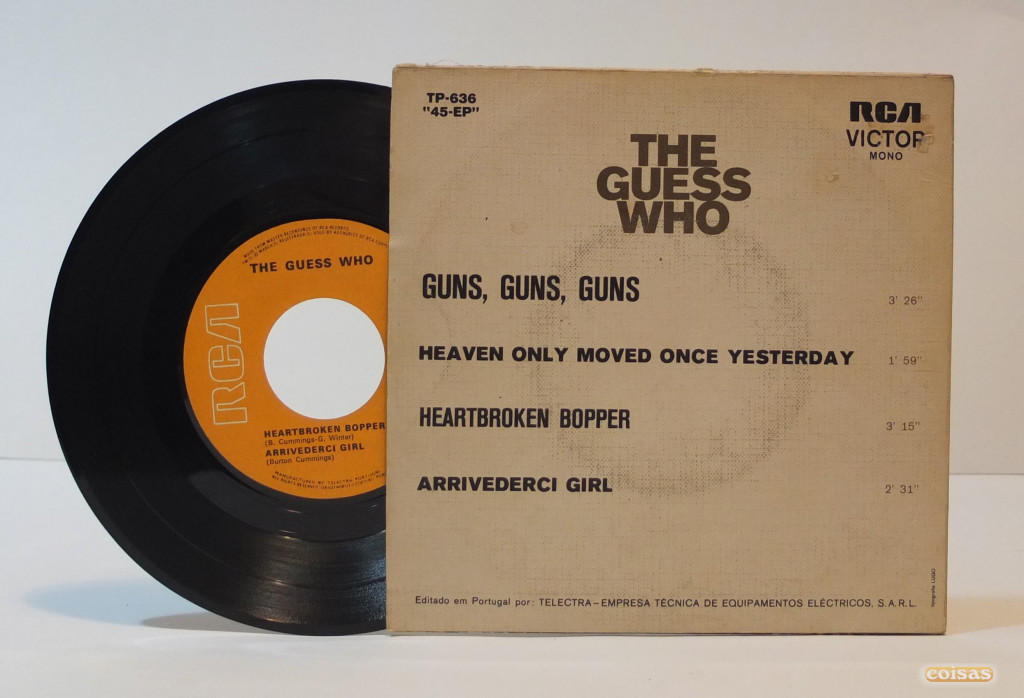 TP-636
"45-EP"
RCA
VICTOR
MONO
THE
GUESS
WHO
GUNS, GUNS, GUNS 3' 26"
HEAVEN ONLY MOVED ONCE YESTERDAY 1' 59"
HEARTBROKEN BOPPER 3' 15"
ARRIVEDERCI GIRL 2' 31"
Editado em Portugal por: TELECTRA—EMPRESA TÉCNICA DE EQUIPAMENTOS ELÉCTRICOS, S.A.R.L.
THE GUESS WHO
RCA
HEARTBROKEN BOPPER
(B. Cummings-G. Winter)
ARRIVEDERCI GIRL
(Burton Cummings)
coisas